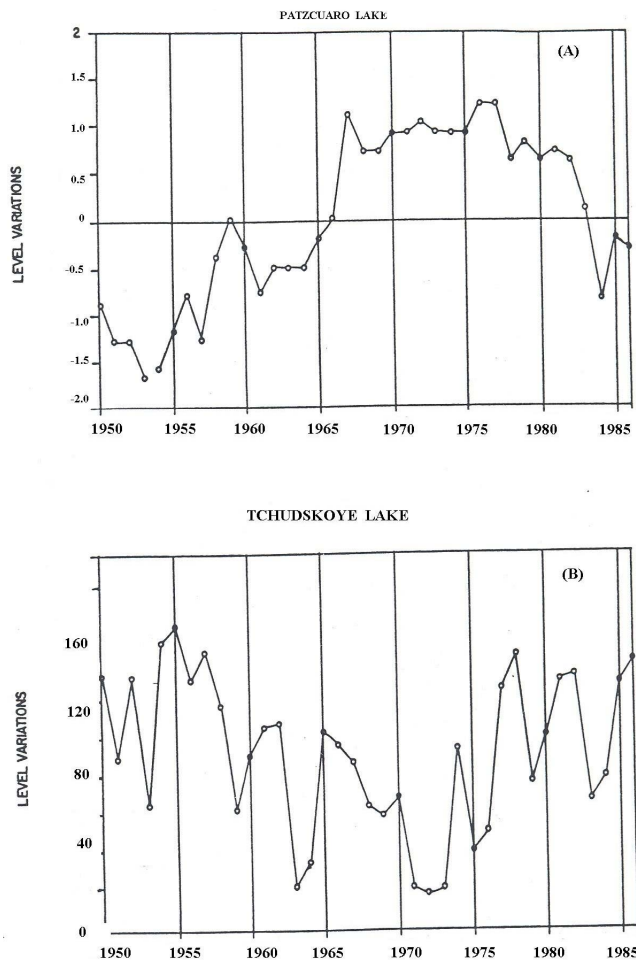 PATZCUARO LAKE
(A)
LEVEL VARIATIONS
2
1.5
1.0
0.5
0
-0.5
-1.0
-1.5
-2.0
1950 1955 1960 1965 1970 1975 1980 1985
TCHUDSKOYE LAKE
(B)
LEVEL VARIATIONS
160
120
80
40
0
1950 1955 1960 1965 1970 1975 1980 1985